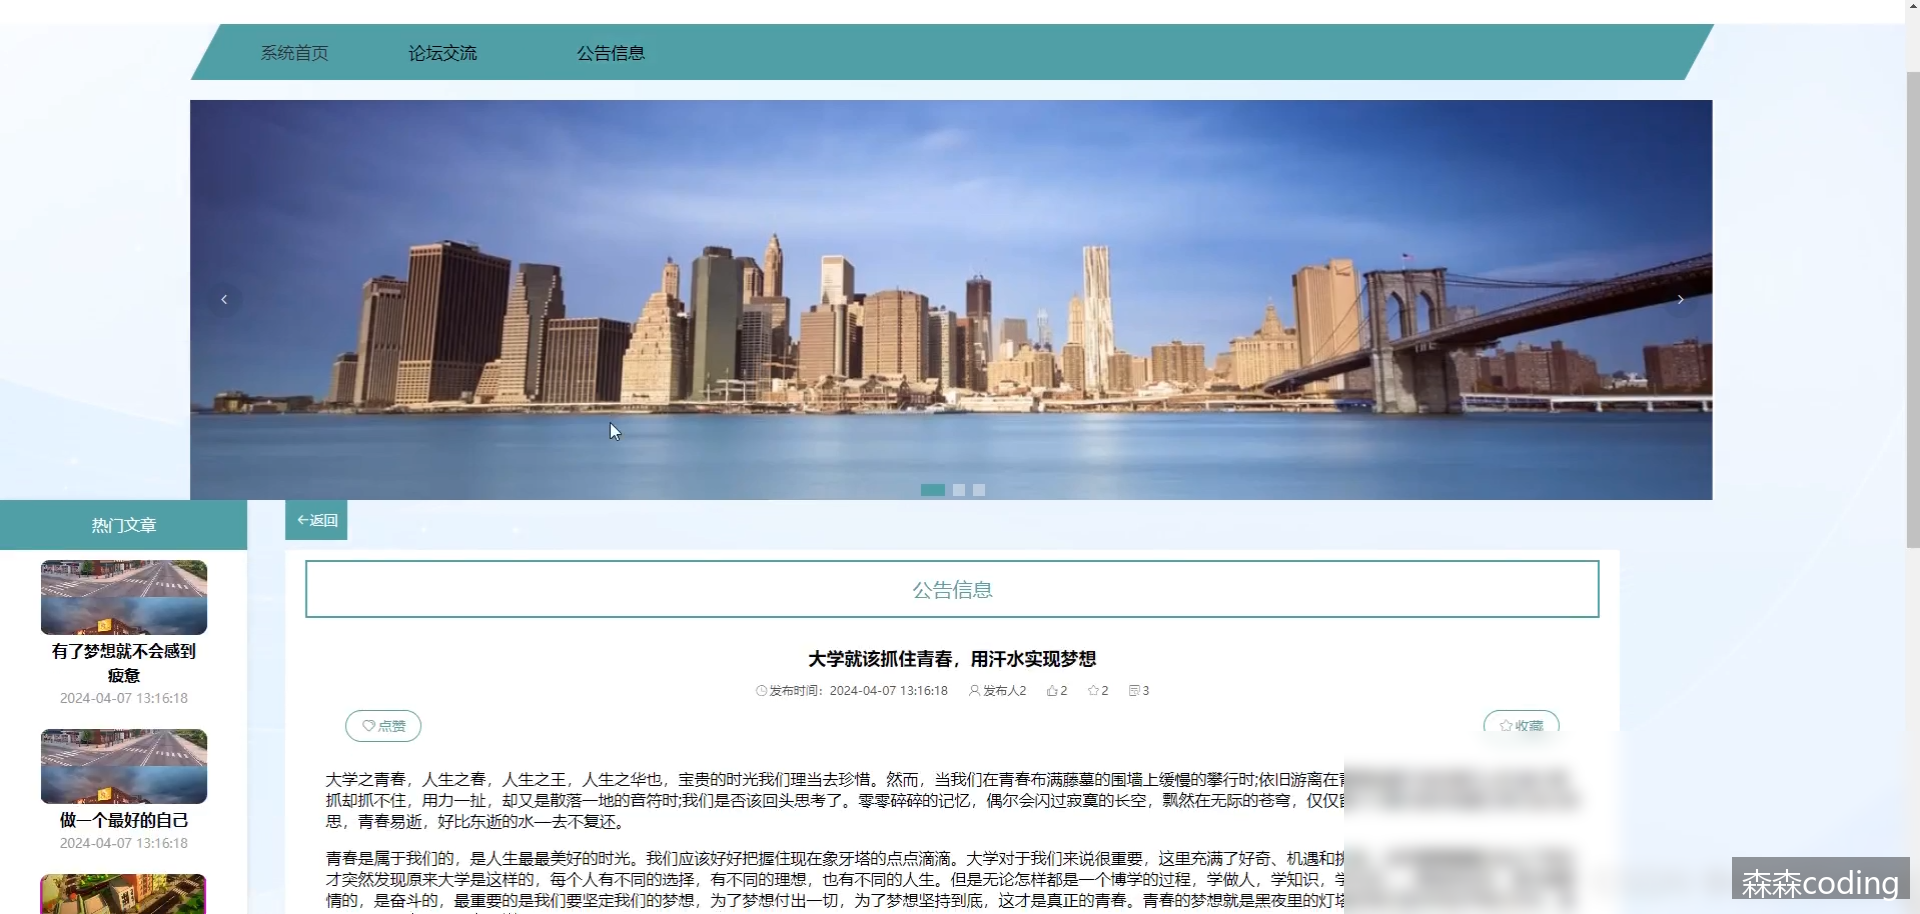 系统首页 论坛交流 公告信息
热门文章
←返回
公告信息
有了梦想就不会感到
疲惫
2024-04-07 13:16:18
大学就该抓住青春，用汗水实现梦想
发布时间：2024-04-07 13:16:18 发布人2 2 2 3
点赞 收藏
做一个最好的自己
2024-04-07 13:16:18
大学之青春，人生之春，人生之王，人生之华也，宝贵的时光我们理当去珍惜。然而，当我们在青春布满藤蔓的围墙上缓慢的攀行时;依旧游离在
抓却抓不住，用力一扯，却又是散落一地的音符时;我们是否该回头思考了。零零碎碎的记忆，偶尔会闪过寂寞的长空，飘然在无际的苍穹，仅仅
思，青春易逝，好比东逝的水—去不复还。
青春是属于我们的，是人生最最美好的时光。我们应该好好把握住现在象牙塔的点点滴滴。大学对于我们来说很重要，这里充满了好奇、机遇和
才突然发现原来大学是这样的，每个人有不同的选择，有不同的理想，也有不同的人生。但是无论怎样都是一个博学的过程，学做人，学知识，学
情的，是奋斗的，最重要的是我们要坚定我们的梦想，为了梦想付出一切，为了梦想坚持到底，这才是真正的青春。青春的梦想就是黑夜里的灯塔
森森coding